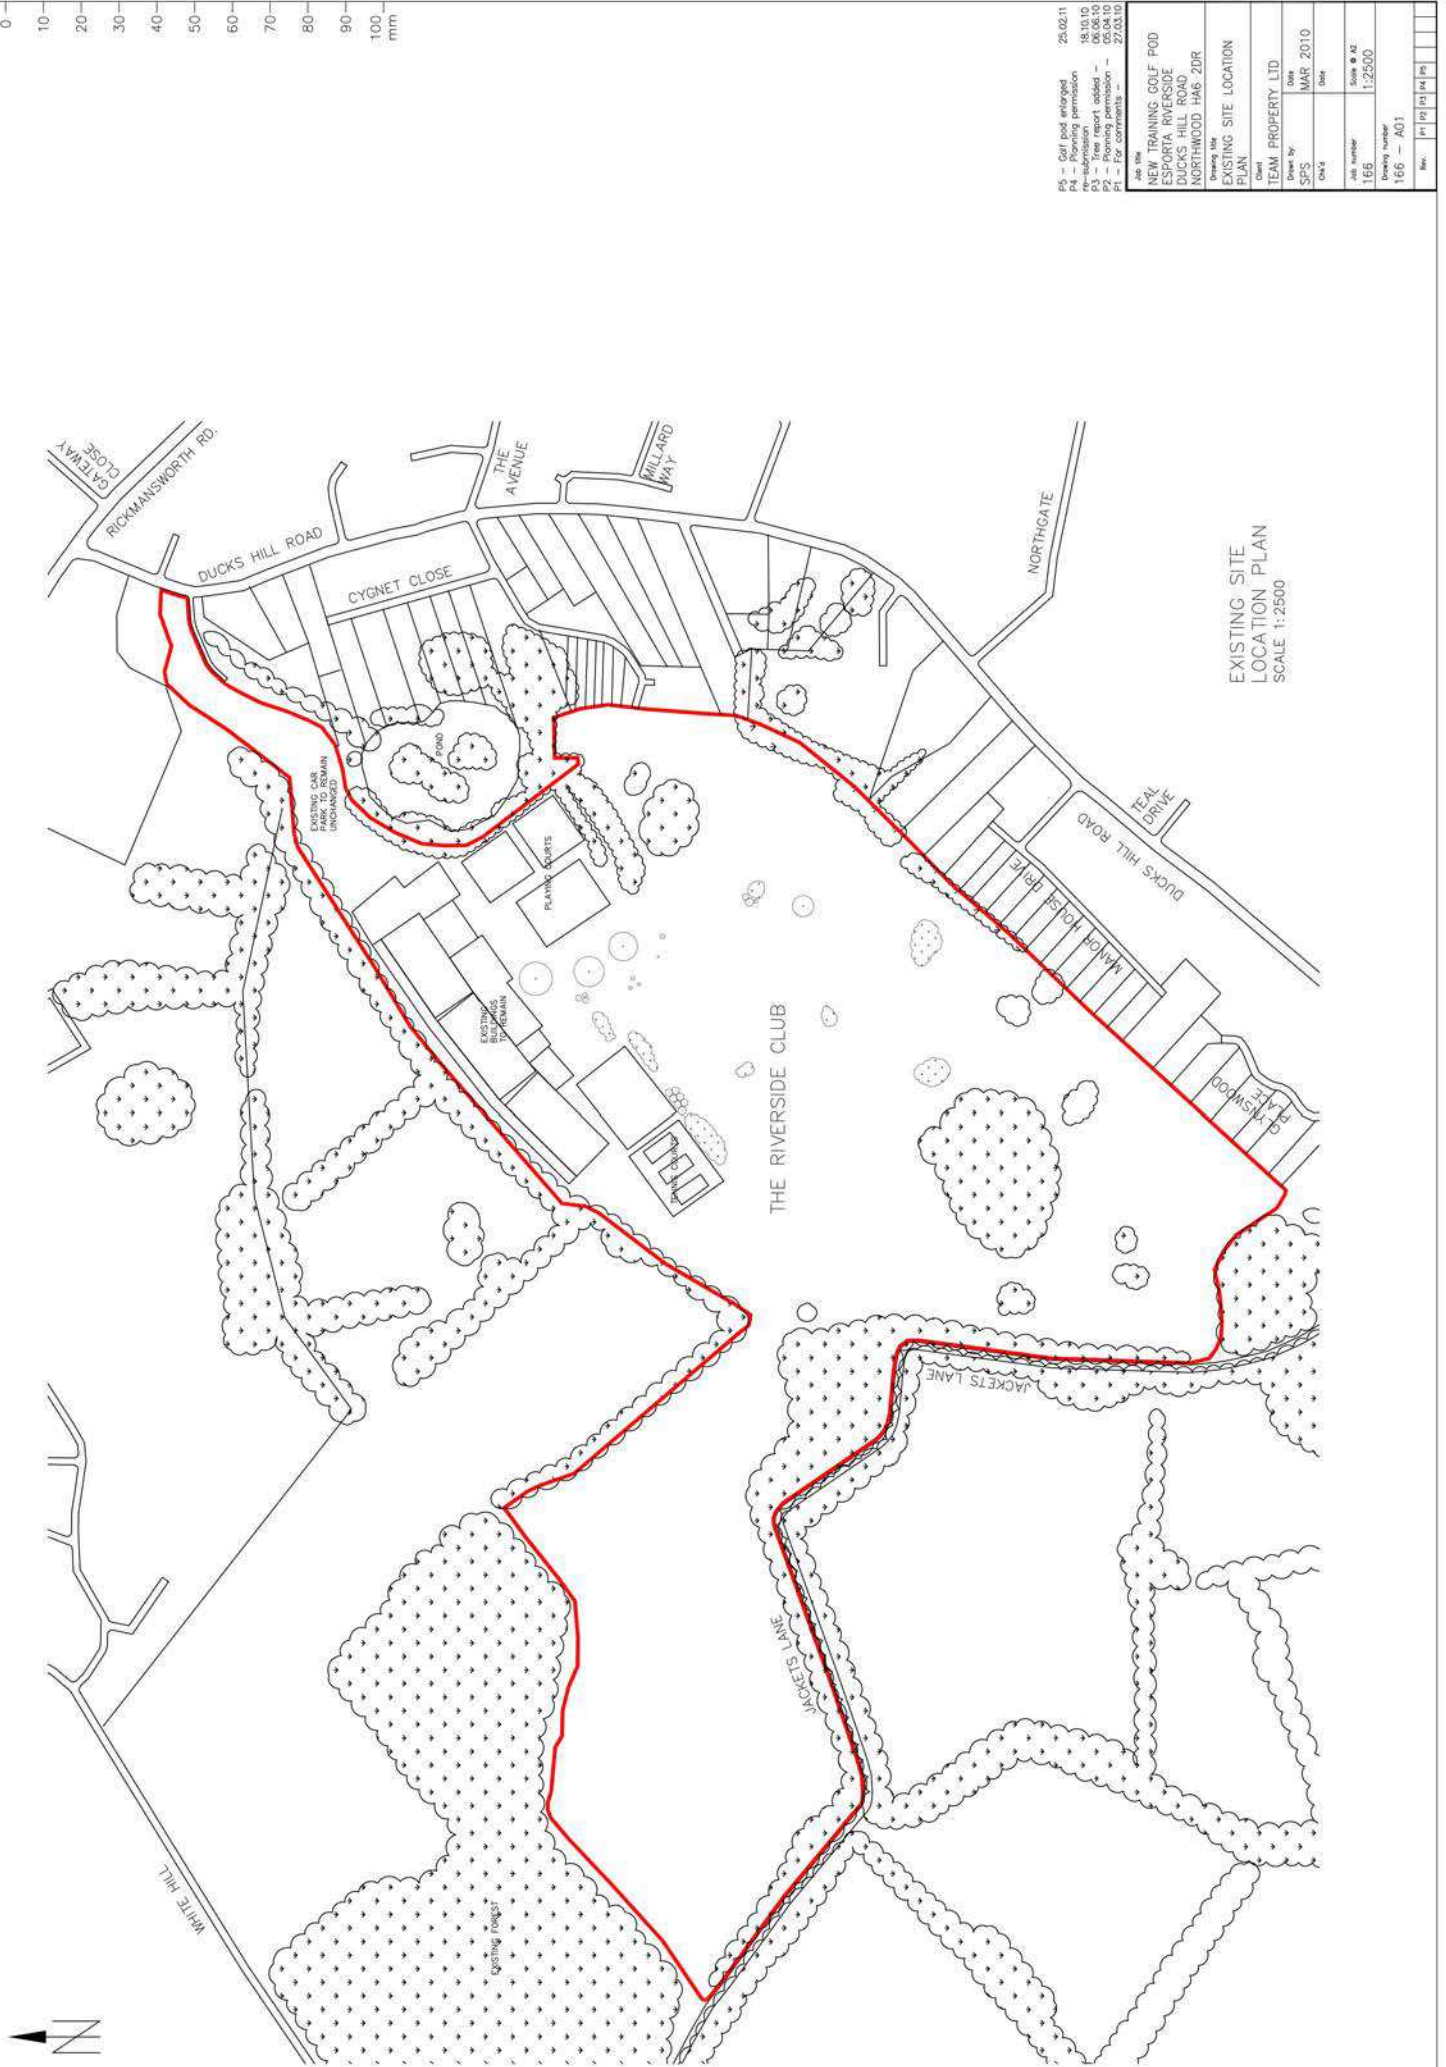 0
10
20
30
40
50
60
70
80
90
100
mm
N
WHITE HILL
EXISTING FOREST
JACKETS LANE
JACKETS LANE
THE RIVERSIDE CLUB
TENNIS COURTS
EXISTING
BUILDINGS
TO REMAIN
PLAYING COURTS
EXISTING CAR
PARK TO REMAIN
UNCHANGED
POND
GATEWAY
CLOSE
RICKMANSWORTH RD.
DUCKS HILL ROAD
CYGNET CLOSE
THE
AVENUE
MILLARD
WAY
NORTHGATE
TEAL
DRIVE
DUCKS HILL ROAD
MANOR HOUSE DRIVE
GLYNSWOOD
PLACE
EXISTING SITE
LOCATION PLAN
SCALE 1:2500
P5 – Golf pod enlarged 25.02.11
P4 – Planning permission
re-submission 18.10.10
P3 – Tree report added – 06.06.10
P2 – Planning permission – 05.04.10
P1 – For comments – 27.03.10
Job title
NEW TRAINING GOLF POD
ESPORTA RIVERSIDE
DUCKS HILL ROAD
NORTHWOOD HA6 2DR
Drawing title
EXISTING SITE LOCATION
PLAN
Client
TEAM PROPERTY LTD
Drawn by Date
SPS MAR 2010
Chk'd Date
Job number Scale @ A2
166 1:2500
Drawing number
166 – A01
Rev. P1 P2 P3 P4 P5